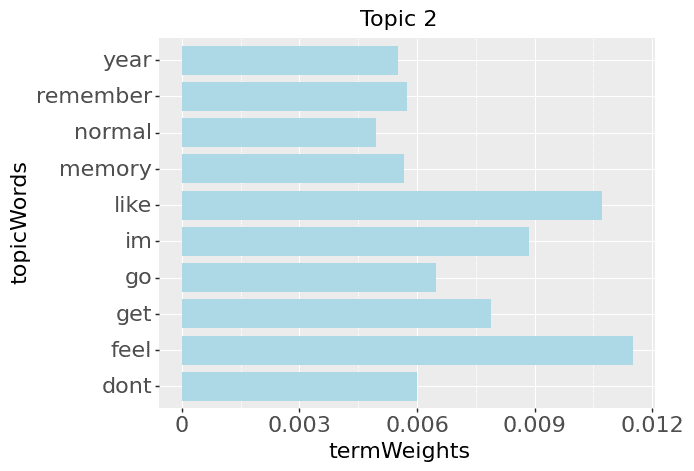 Topic 2
topicWords
year
remember
normal
memory
like
im
go
get
feel
dont
0 0.003 0.006 0.009 0.012
termWeights